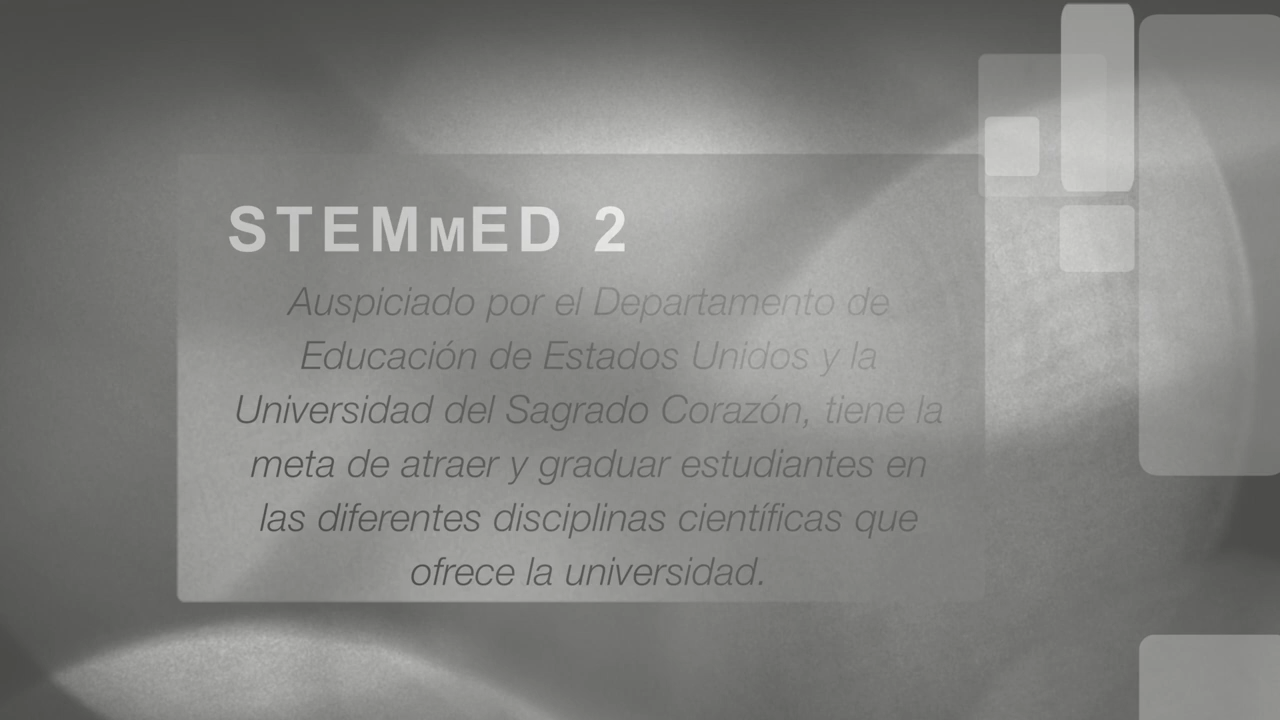 STEMMED 2
Auspiciado por el Departamento de
Educación de Estados Unidos y la
Universidad del Sagrado Corazón, tiene la
meta de atraer y graduar estudiantes en
las diferentes disciplinas científicas que
ofrece la universidad.